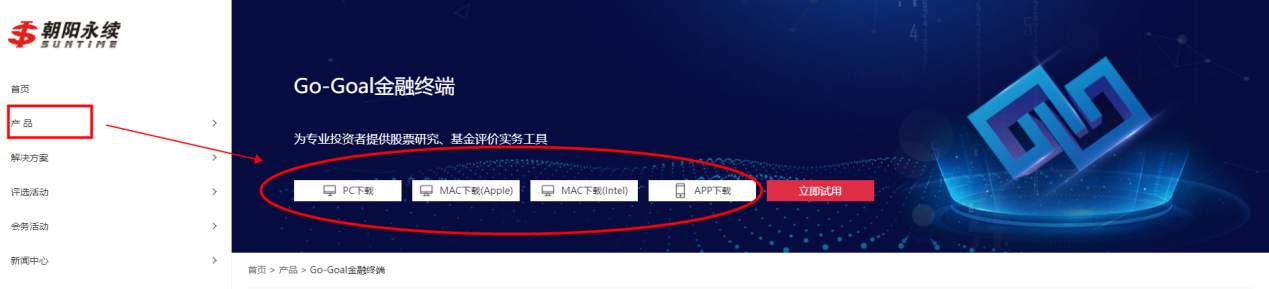 朝阳永续
SUNTIME
首页
产品
解决方案
评选活动
会务活动
新闻中心
Go-Goal金融终端
为专业投资者提供股票研究、基金评价实务工具
PC下载 MAC下载(Apple) MAC下载(Intel) APP下载 立即试用
首页 > 产品 > Go-Goal金融终端